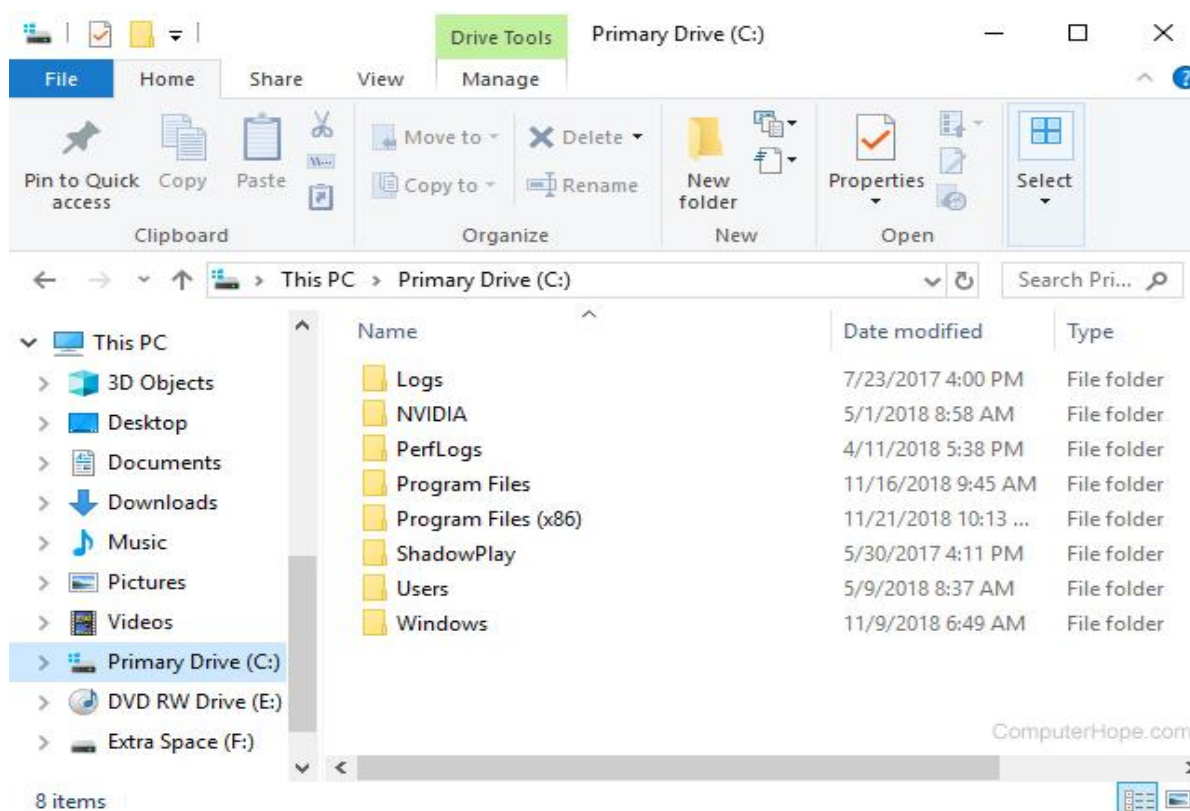 Drive Tools Primary Drive (C:)
File Home Share View Manage
Pin to Quick access
Copy
Paste
Move to
Copy to
Delete
Rename
New folder
Properties
Select
Clipboard Organize New Open
This PC > Primary Drive (C:)
Search Pri...
This PC
3D Objects
Desktop
Documents
Downloads
Music
Pictures
Videos
Primary Drive (C:)
DVD RW Drive (E:)
Extra Space (F:)
Name Date modified Type
Logs 7/23/2017 4:00 PM File folder
NVIDIA 5/1/2018 8:58 AM File folder
PerfLogs 4/11/2018 5:38 PM File folder
Program Files 11/16/2018 9:45 AM File folder
Program Files (x86) 11/21/2018 10:13 ... File folder
ShadowPlay 5/30/2017 4:11 PM File folder
Users 5/9/2018 8:37 AM File folder
Windows 11/9/2018 6:49 AM File folder
ComputerHope.com
8 items